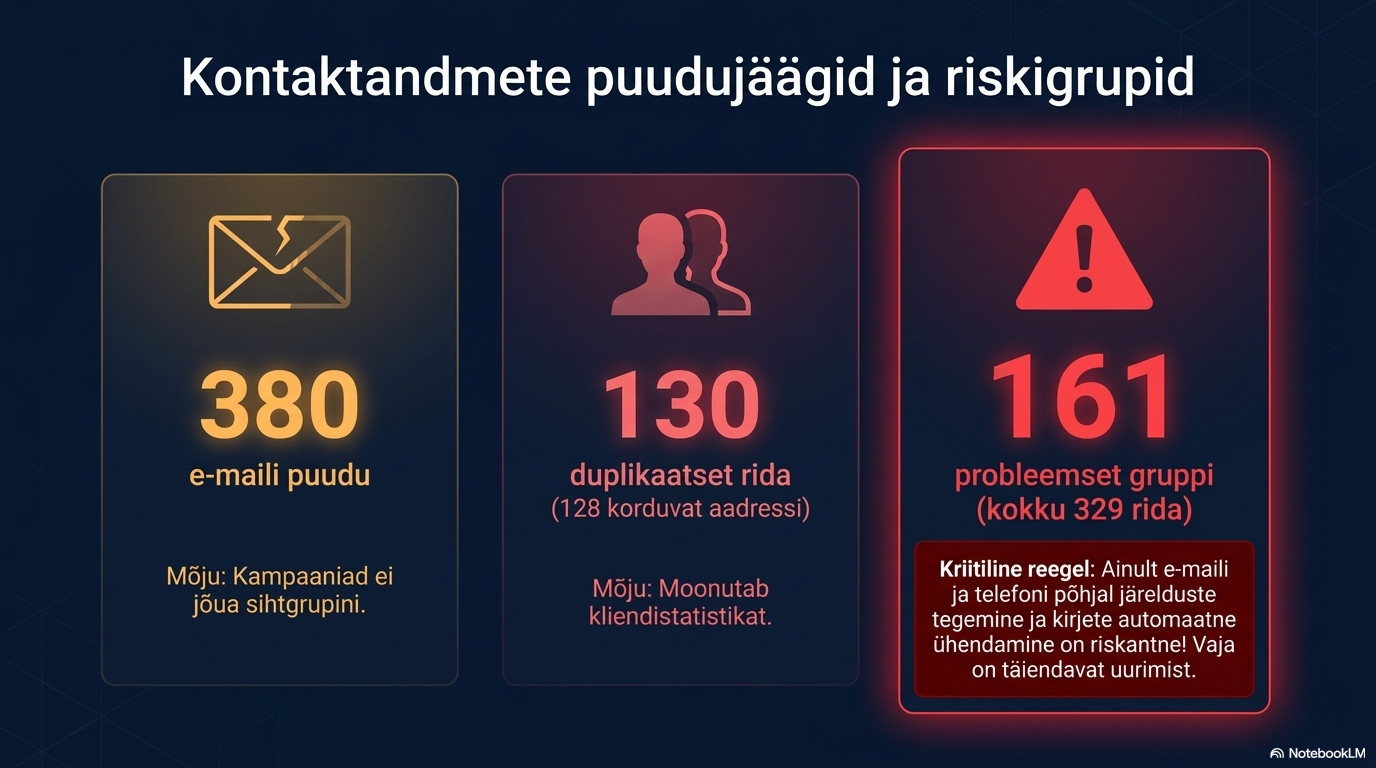 Kontaktandmete puudujäägid ja riskigrupid
380
e-maili puudu
Mõju: Kampaaniad ei
jõua sihtgrupini.
130
duplikaatset rida
(128 korduvat aadressi)
Mõju: Moonutab
kliendistatistikat.
161
probleemset gruppi
(kokku 329 rida)
Kriitiline reegel: Ainult e-maili
ja telefoni põhjal järelduste
tegemine ja kirjete automaatne
ühendamine on riskantne! Vaja
on täiendavat uurimist.
NotebookLM